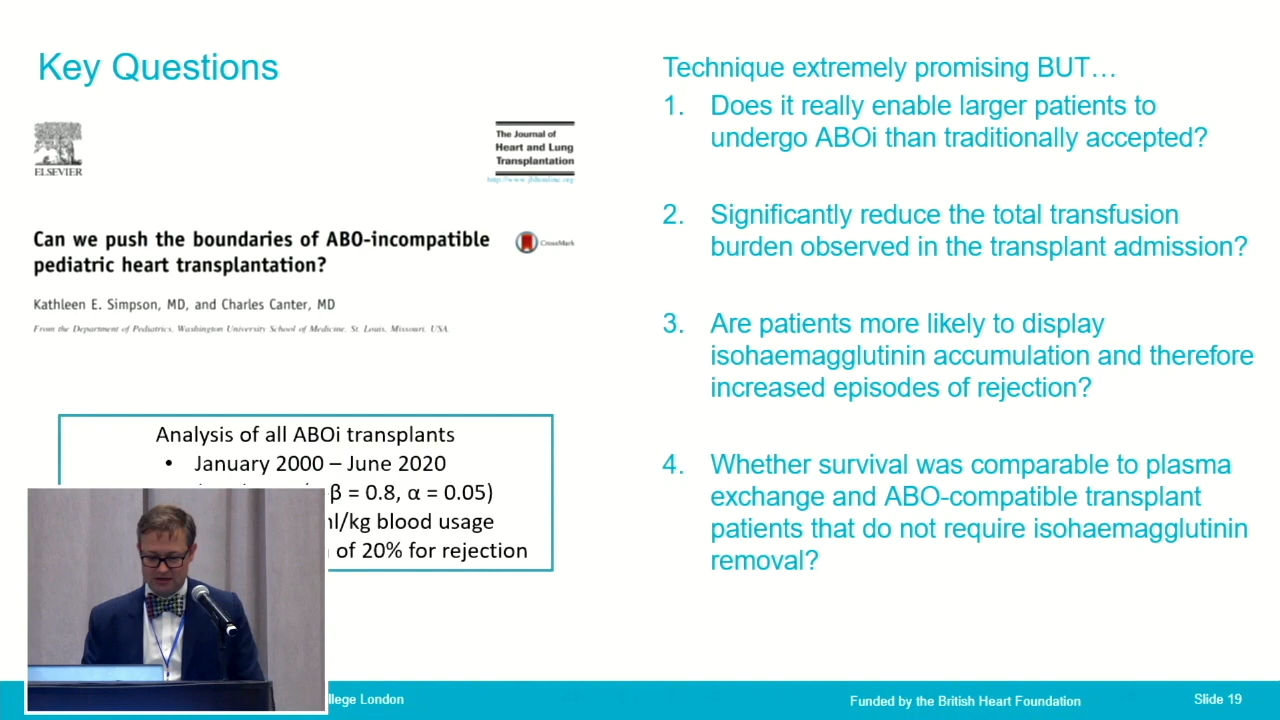 Key Questions
ELSEVIER
The Journal of
Heart and Lung
Transplantation
http://www.jhltonline.org
Can we push the boundaries of ABO-incompatible
pediatric heart transplantation?
CrossMark
Kathleen E. Simpson, MD, and Charles Canter, MD
From the Department of Pediatrics, Washington University School of Medicine, St. Louis, Missouri, USA.
Analysis of all ABOi transplants
• January 2000 – June 2020
β = 0.8, α = 0.05)
ml/kg blood usage
of 20% for rejection
Technique extremely promising BUT…
1. Does it really enable larger patients to
undergo ABOi than traditionally accepted?
2. Significantly reduce the total transfusion
burden observed in the transplant admission?
3. Are patients more likely to display
isohaemagglutinin accumulation and therefore
increased episodes of rejection?
4. Whether survival was comparable to plasma
exchange and ABO-compatible transplant
patients that do not require isohaemagglutinin
removal?
llege London
Funded by the British Heart Foundation
Slide 19